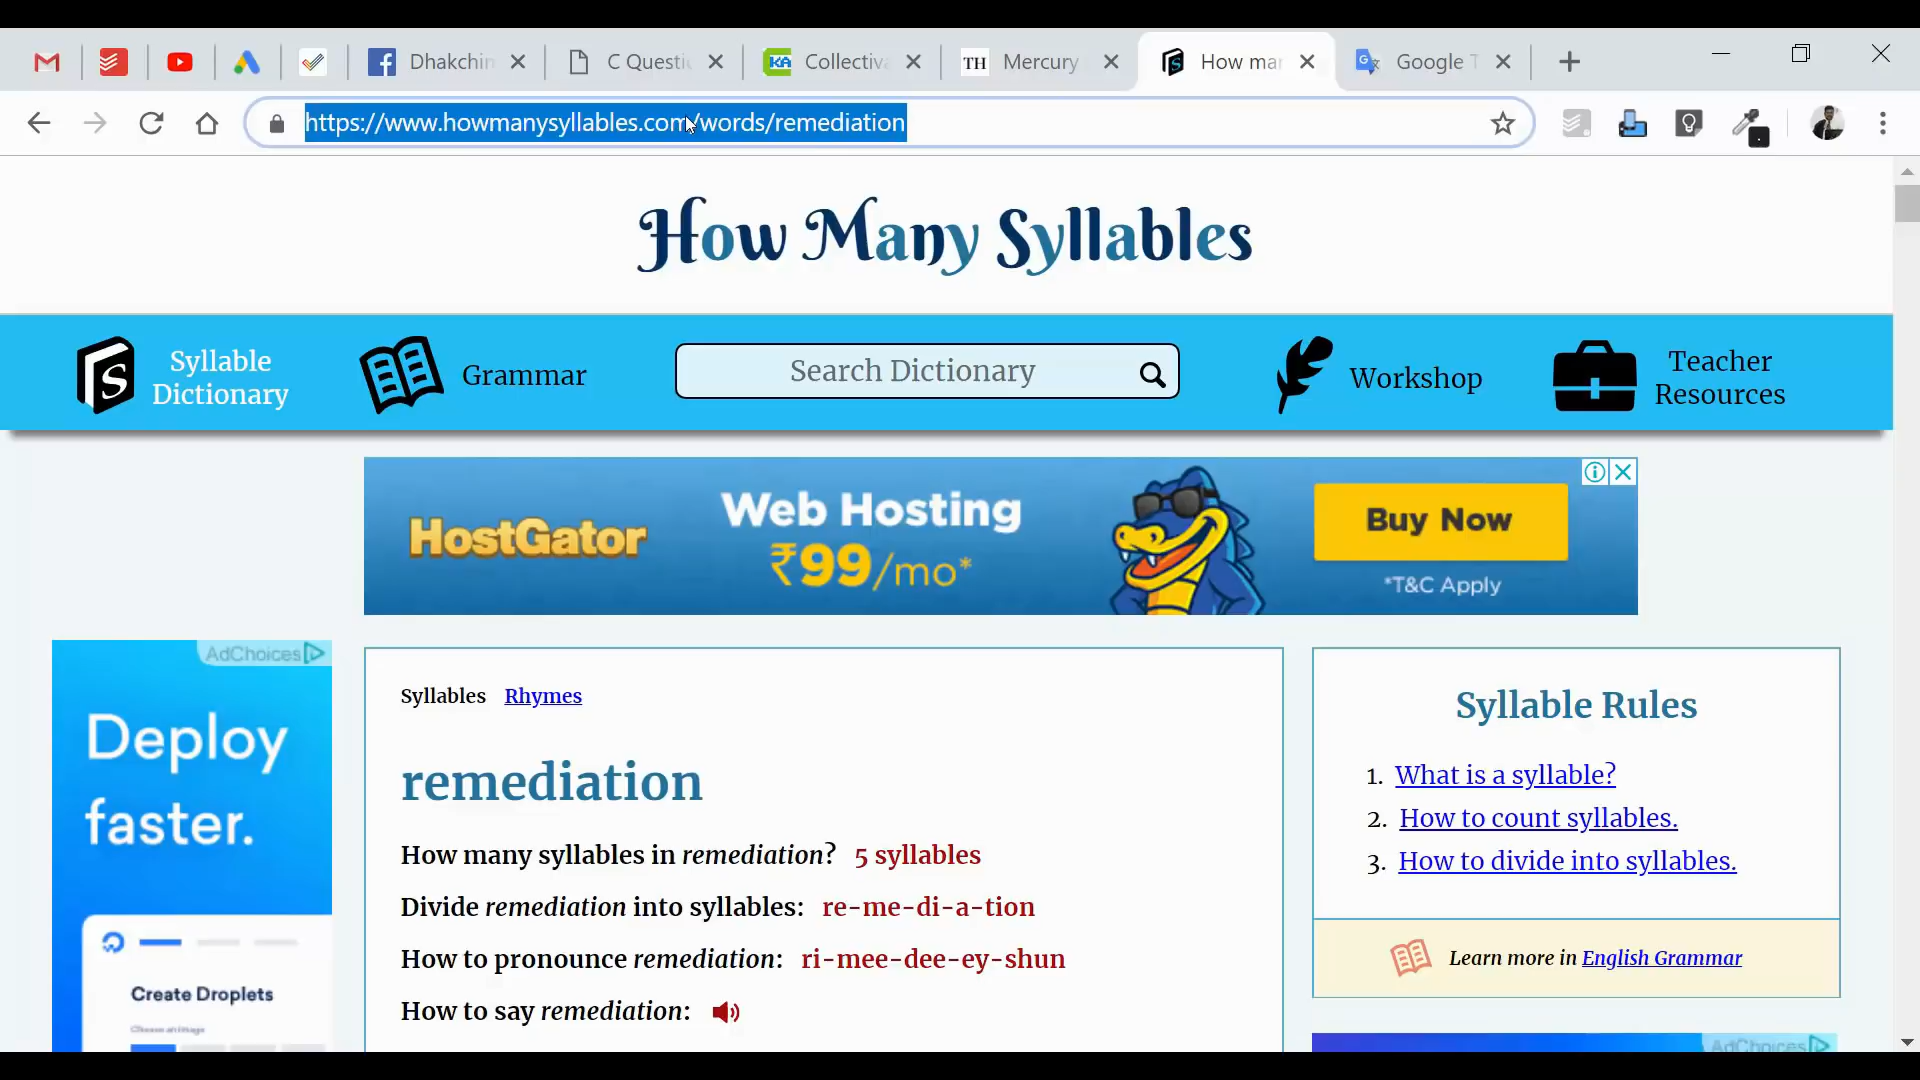 Dhakchin
C Questi
Collectiva
TH Mercury
How mar
Google T
https://www.howmanysyllables.com/words/remediation
How Many Syllables
Syllable Dictionary
Grammar
Search Dictionary
Workshop
Teacher Resources
HostGator
Web Hosting
₹99/mo*
Buy Now
*T&C Apply
AdChoices
Deploy
faster.
Create Droplets
Choose an image
Syllables Rhymes
remediation
How many syllables in remediation? 5 syllables
Divide remediation into syllables: re-me-di-a-tion
How to pronounce remediation: ri-mee-dee-ey-shun
How to say remediation:
Syllable Rules
1. What is a syllable?
2. How to count syllables.
3. How to divide into syllables.
Learn more in English Grammar
AdChoices